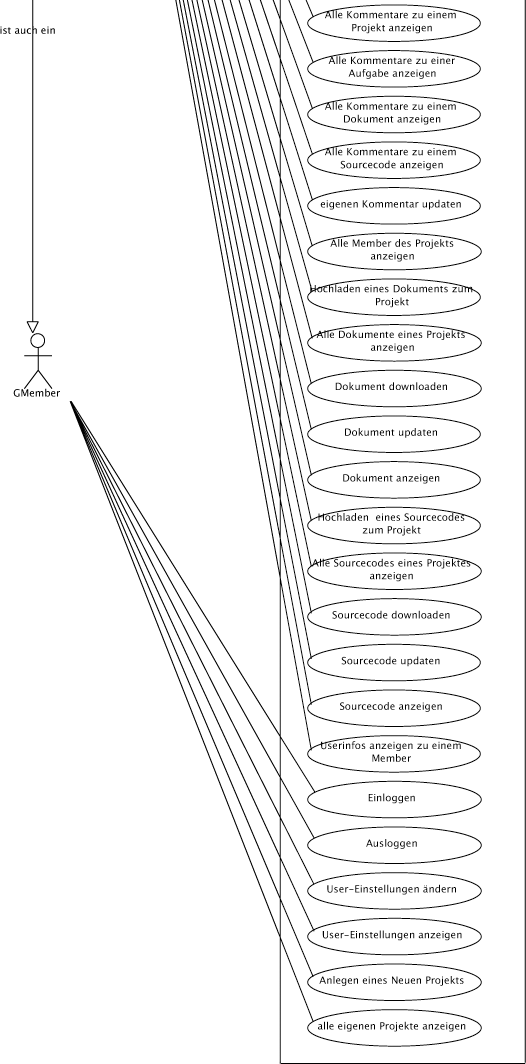 Alle Kommentare zu einem
Projekt anzeigen
ist auch ein
Alle Kommentare zu einer
Aufgabe anzeigen
Alle Kommentare zu einem
Dokument anzeigen
Alle Kommentare zu einem
Sourcecode anzeigen
eigenen Kommentar updaten
Alle Member des Projekts
anzeigen
Hochladen eines Dokuments zum
Projekt
Alle Dokumente eines Projekts
anzeigen
GMember
Dokument downloaden
Dokument updaten
Dokument anzeigen
Hochladen eines Sourcecodes
zum Projekt
Alle Sourcecodes eines Projektes
anzeigen
Sourcecode downloaden
Sourcecode updaten
Sourcecode anzeigen
Userinfos anzeigen zu einem
Member
Einloggen
Ausloggen
User-Einstellungen ändern
User-Einstellungen anzeigen
Anlegen eines Neuen Projekts
alle eigenen Projekte anzeigen